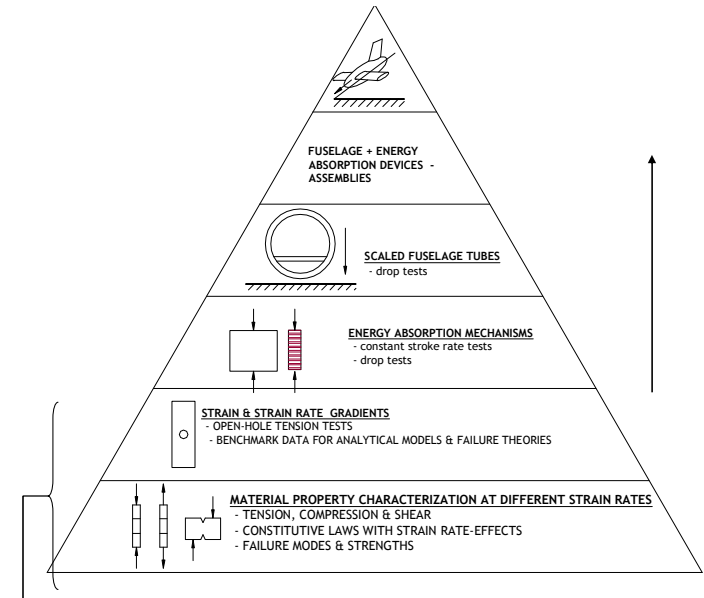 FUSELAGE + ENERGY
ABSORPTION DEVICES -
ASSEMBLIES
SCALED FUSELAGE TUBES
- drop tests
ENERGY ABSORPTION MECHANISMS
- constant stroke rate tests
- drop tests
STRAIN & STRAIN RATE GRADIENTS
- OPEN-HOLE TENSION TESTS
- BENCHMARK DATA FOR ANALYTICAL MODELS & FAILURE THEORIES
MATERIAL PROPERTY CHARACTERIZATION AT DIFFERENT STRAIN RATES
- TENSION, COMPRESSION & SHEAR
- CONSTITUTIVE LAWS WITH STRAIN RATE-EFFECTS
- FAILURE MODES & STRENGTHS